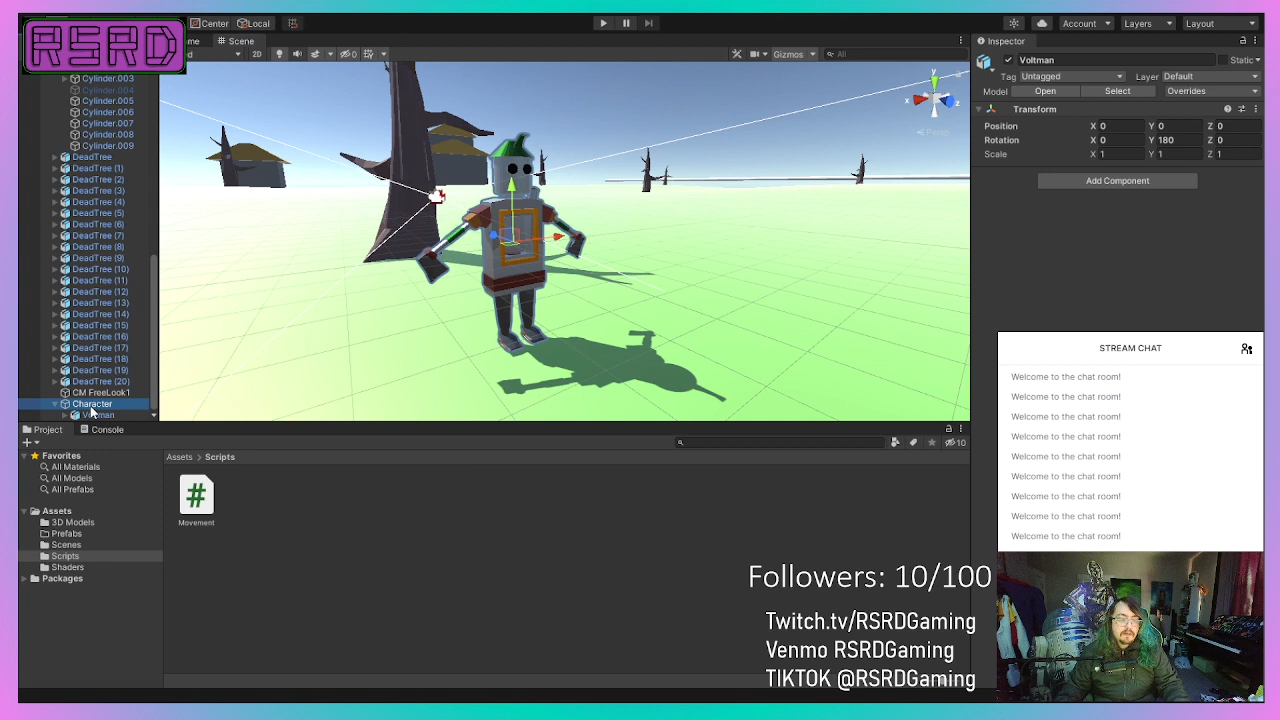 RSRD
Center
Local
Account
Layers
Layout
me
Scene
d
2D
0
Gizmos
All
y
x
z
Persp
Cylinder.003
Cylinder.004
Cylinder.005
Cylinder.006
Cylinder.007
Cylinder.008
Cylinder.009
DeadTree
DeadTree (1)
DeadTree (2)
DeadTree (3)
DeadTree (4)
DeadTree (5)
DeadTree (6)
DeadTree (7)
DeadTree (8)
DeadTree (9)
DeadTree (10)
DeadTree (11)
DeadTree (12)
DeadTree (13)
DeadTree (14)
DeadTree (15)
DeadTree (16)
DeadTree (17)
DeadTree (18)
DeadTree (19)
DeadTree (20)
CM FreeLook1
Character
Voltman
Inspector
Voltman
Static
Tag Untagged Layer Default
Model Open Select Overrides
Transform
Position X 0 Y 0 Z 0
Rotation X 0 Y 180 Z 0
Scale X 1 Y 1 Z 1
Add Component
Project
Console
10
Favorites
All Materials
All Models
All Prefabs
Assets
3D Models
Prefabs
Scenes
Scripts
Shaders
Packages
Assets > Scripts
#
Movement
STREAM CHAT
Welcome to the chat room!
Welcome to the chat room!
Welcome to the chat room!
Welcome to the chat room!
Welcome to the chat room!
Welcome to the chat room!
Welcome to the chat room!
Welcome to the chat room!
Welcome to the chat room!
Followers: 10/100
Twitch.tv/RSRDGaming
Venmo RSRDGaming
TIKTOK @RSRDGaming